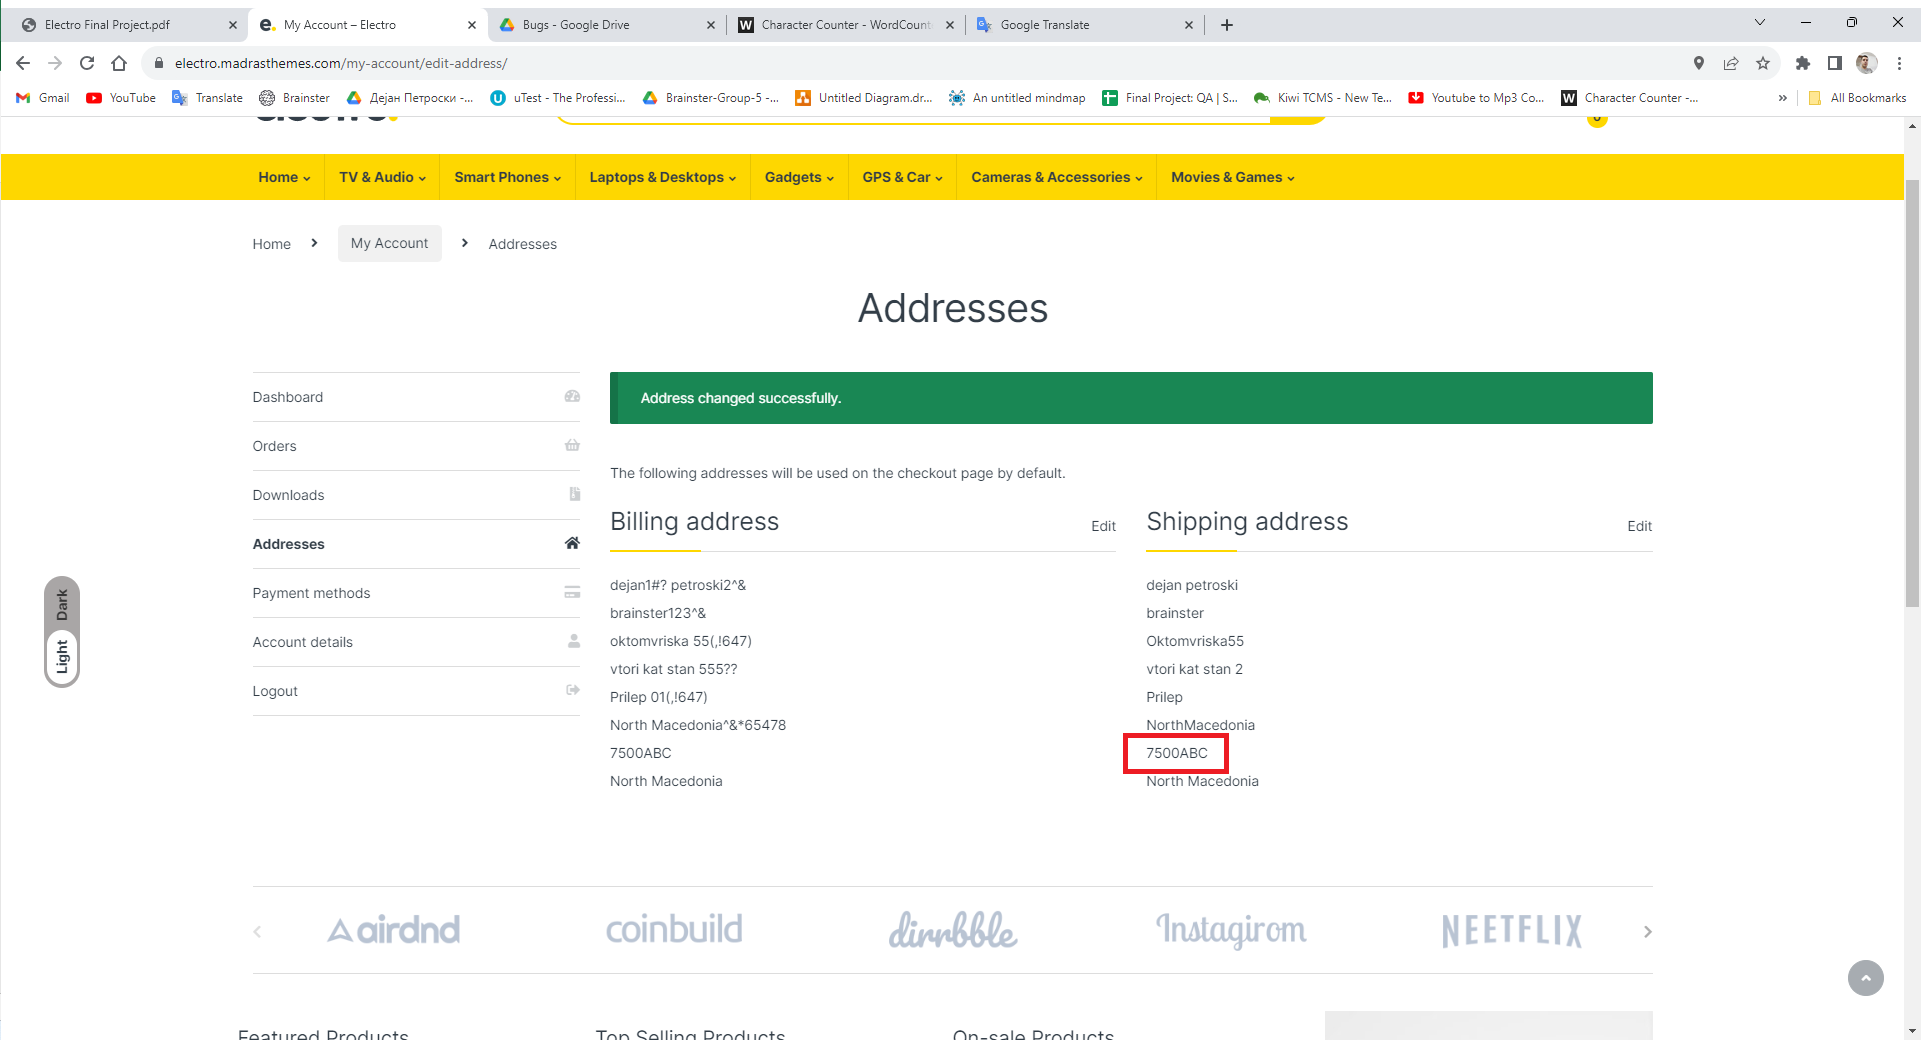 Electro Final Project.pdf
My Account – Electro
Bugs - Google Drive
Character Counter - WordCount
Google Translate
electro.madrasthemes.com/my-account/edit-address/
Gmail
YouTube
Translate
Brainster
Дејан Петроски -...
uTest - The Professi...
Brainster-Group-5 -...
Untitled Diagram.dr...
An untitled mindmap
Final Project: QA | S...
Kiwi TCMS - New Te...
Youtube to Mp3 Co...
Character Counter -...
»
All Bookmarks
Home
TV & Audio
Smart Phones
Laptops & Desktops
Gadgets
GPS & Car
Cameras & Accessories
Movies & Games
Home
My Account
Addresses
Addresses
Dashboard
Orders
Downloads
Addresses
Payment methods
Account details
Logout
Dark
Light
Address changed successfully.
The following addresses will be used on the checkout page by default.
Billing address
Edit
dejan1#? petroski2^&
brainster123^&
oktomvriska 55(,!647)
vtori kat stan 555??
Prilep 01(,!647)
North Macedonia^&*65478
7500ABC
North Macedonia
Shipping address
Edit
dejan petroski
brainster
Oktomvriska55
vtori kat stan 2
Prilep
NorthMacedonia
7500ABC
North Macedonia
airdnd
coinbuild
dirrbble
Instagirom
NEETFLIX
Featured Products
Top Selling Products
On-sale Products